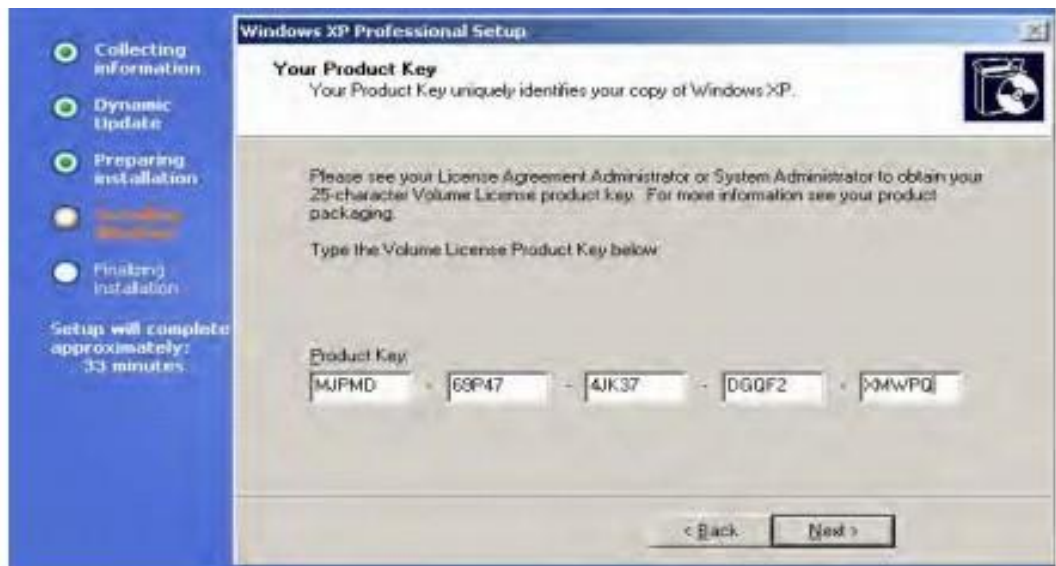 Collecting
information
Dynamic
Update
Preparing
installation
Finalizing
installation
Setup will complete
approximately:
33 minutes
Windows XP Professional Setup
Your Product Key
Your Product Key uniquely identifies your copy of Windows XP.
Please see your License Agreement Administrator or System Administrator to obtain your
25-character Volume License product key. For more information see your product
packaging.
Type the Volume License Product Key below:
Product Key:
MJPMD - 69P47 - 4JK37 - DGQF2 - XMWPQ
< Back Next >